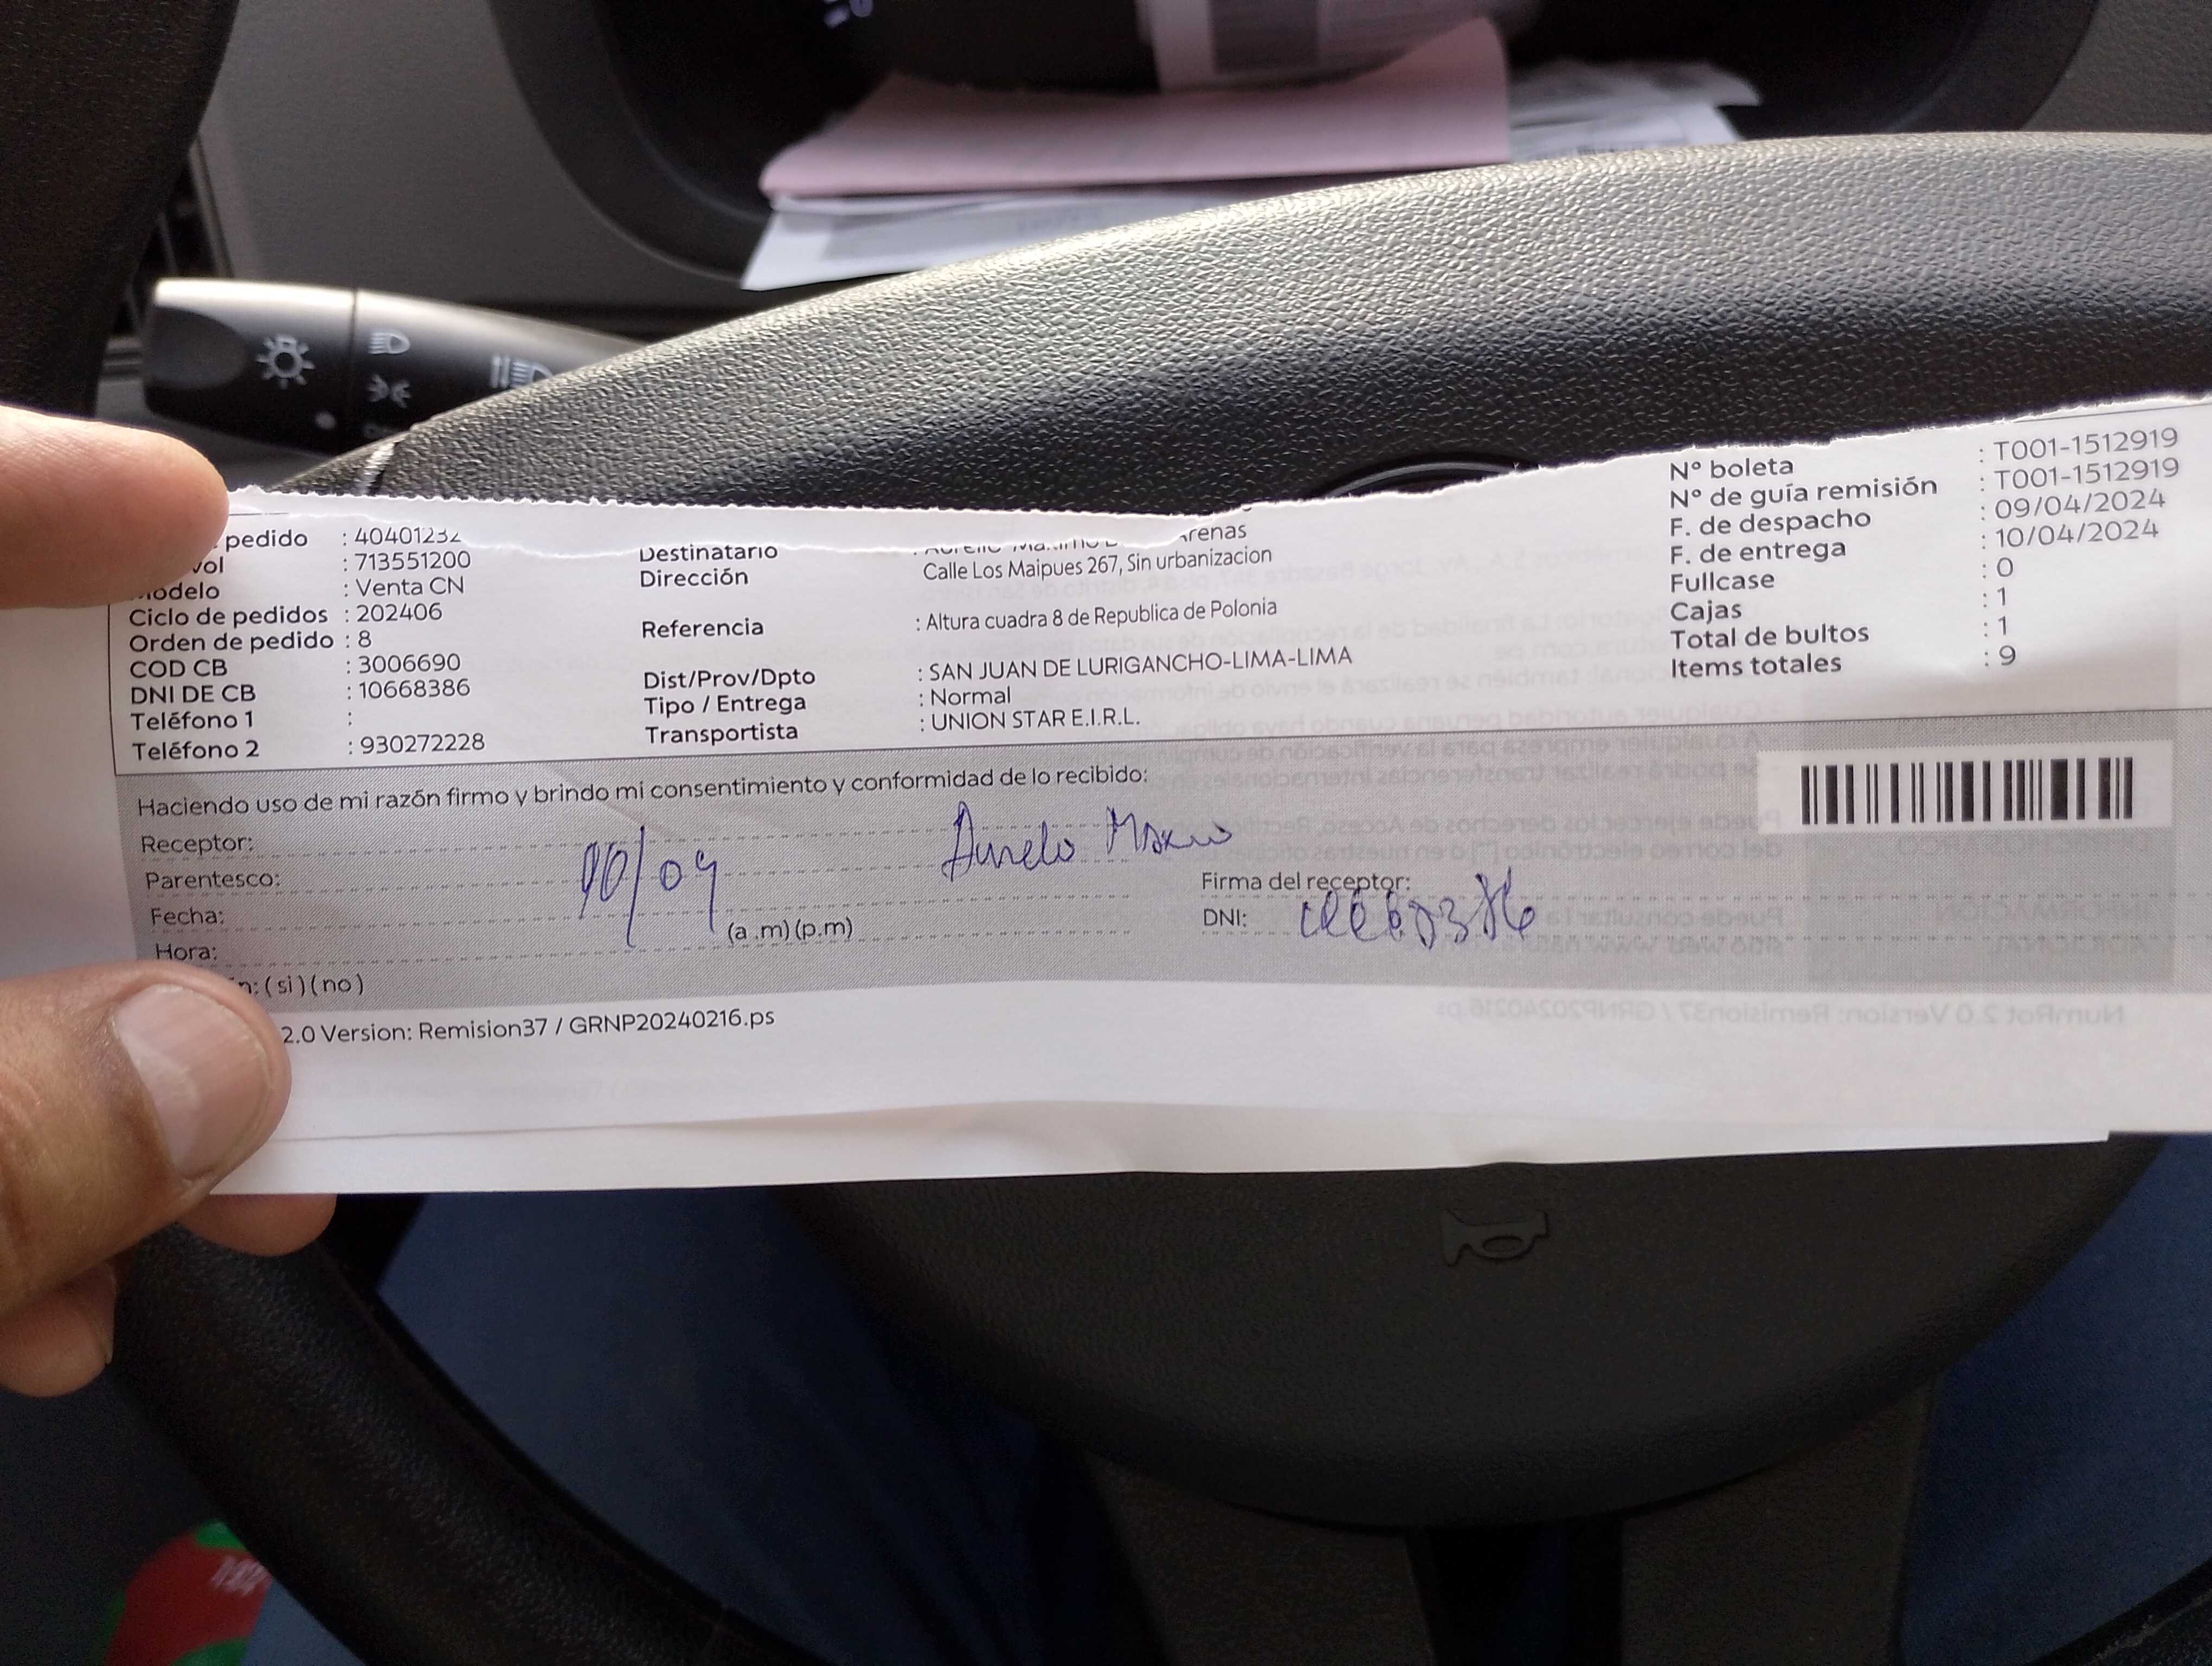 pedido : 40401232
vol : 713551200
Modelo : Venta CN
Ciclo de pedidos : 202406
Orden de pedido : 8
COD CB : 3006690
DNI DE CB : 10668386
Teléfono 1 :
Teléfono 2 : 930272228
Destinatario : Aurelio Maximo renas
Dirección Calle Los Maipues 267, Sin urbanizacion
Referencia : Altura cuadra 8 de Republica de Polonia
Dist/Prov/Dpto : SAN JUAN DE LURIGANCHO-LIMA-LIMA
Tipo / Entrega : Normal
Transportista : UNION STAR E.I.R.L.
N° boleta : T001-1512919
N° de guía remisión : T001-1512919
F. de despacho : 09/04/2024
F. de entrega : 10/04/2024
Fullcase : 0
Cajas : 1
Total de bultos : 1
Items totales : 9
Haciendo uso de mi razón firmo y brindo mi consentimiento y conformidad de lo recibido:
Receptor:
Parentesco:
Fecha: 10/04
Hora: (a .m) (p.m)
n: ( si ) ( no )
Aurelo Maximo
Firma del receptor:
DNI: 10668386
2.0 Version: Remision37 / GRNP20240216.ps